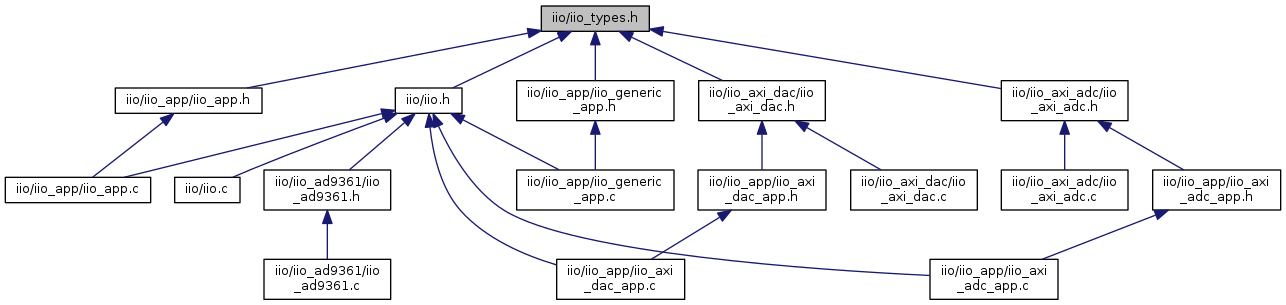 iio/iio_types.h
iio/iio_app/iio_app.h
iio/iio.h
iio/iio_app/iio_generic
_app.h
iio/iio_axi_dac/iio
_axi_dac.h
iio/iio_axi_adc/iio
_axi_adc.h
iio/iio_app/iio_app.c
iio/iio.c
iio/iio_ad9361/iio
_ad9361.h
iio/iio_app/iio_generic
_app.c
iio/iio_app/iio_axi
_dac_app.h
iio/iio_axi_dac/iio
_axi_dac.c
iio/iio_axi_adc/iio
_axi_adc.c
iio/iio_app/iio_axi
_adc_app.h
iio/iio_ad9361/iio
_ad9361.c
iio/iio_app/iio_axi
_dac_app.c
iio/iio_app/iio_axi
_adc_app.c